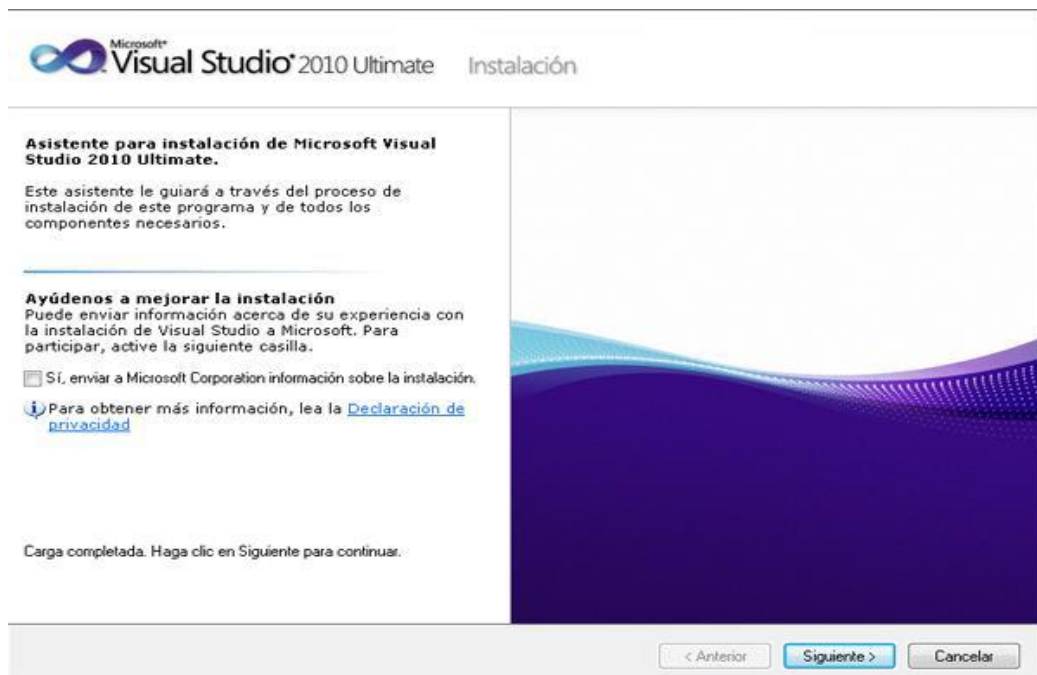 Microsoft®
Visual Studio® 2010 Ultimate Instalación
Asistente para instalación de Microsoft Visual
Studio 2010 Ultimate.
Este asistente le guiará a través del proceso de
instalación de este programa y de todos los
componentes necesarios.
Ayúdenos a mejorar la instalación
Puede enviar información acerca de su experiencia con
la instalación de Visual Studio a Microsoft. Para
participar, active la siguiente casilla.
Sí, enviar a Microsoft Corporation información sobre la instalación.
Para obtener más información, lea la Declaración de
privacidad
Carga completada. Haga clic en Siguiente para continuar.
< Anterior Siguiente > Cancelar